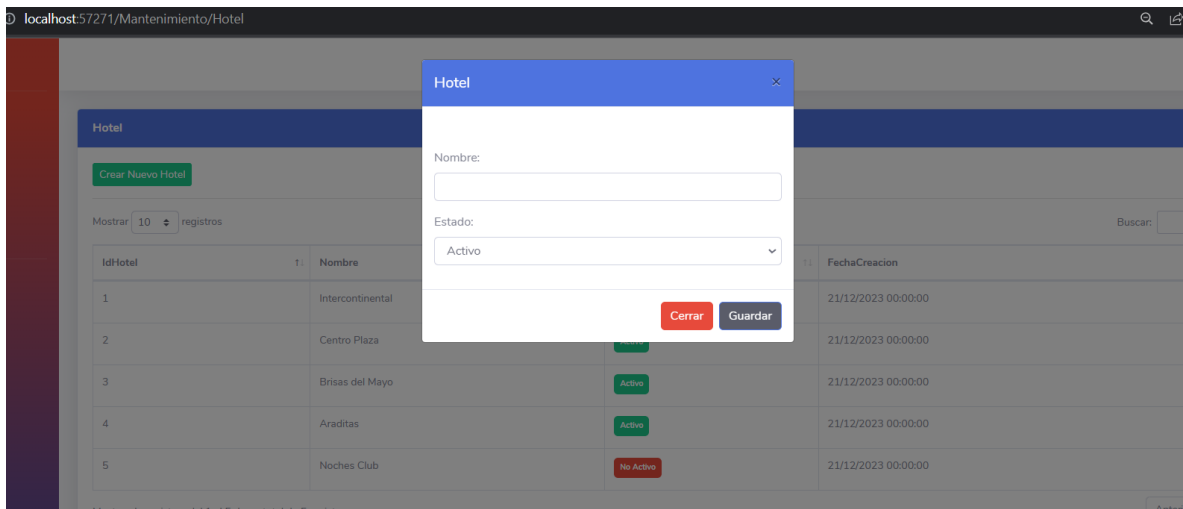 localhost:57271/Mantenimiento/Hotel
Hotel ×
Hotel
Crear Nuevo Hotel
Nombre:
Mostrar 10 registros
Estado:
Buscar:
Activo
IdHotel Nombre FechaCreacion
1 Intercontinental 21/12/2023 00:00:00
Cerrar Guardar
2 Centro Plaza Activo 21/12/2023 00:00:00
3 Brisas del Mayo Activo 21/12/2023 00:00:00
4 Araditas Activo 21/12/2023 00:00:00
5 Noches Club No Activo 21/12/2023 00:00:00